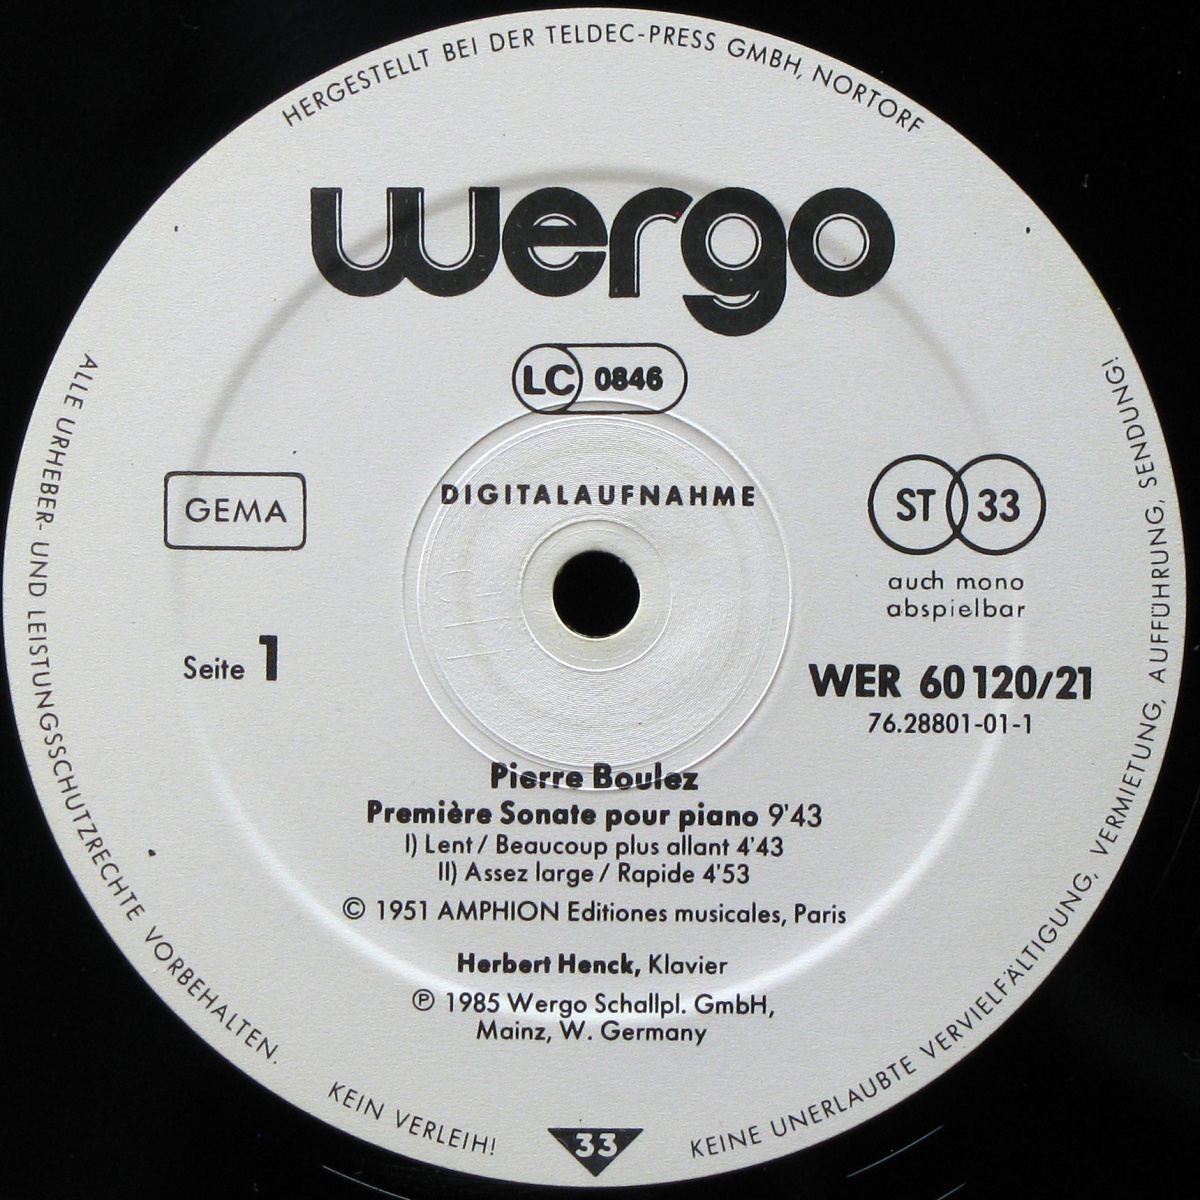 HERGESTELLT BEI DER TELDEC-PRESS GMBH, NORTORF
wergo
LC 0846
DIGITALAUFNAHME
GEMA
ST 33
auch mono
abspielbar
Seite 1
WER 60120/21
76.28801-01-1
Pierre Boulez
Première Sonate pour piano 9'43
I) Lent / Beaucoup plus allant 4'43
II) Assez large / Rapide 4'53
© 1951 AMPHION Editiones musicales, Paris
Herbert Henck, Klavier
℗ 1985 Wergo Schallpl. GmbH,
Mainz, W. Germany
33
ALLE URHEBER- UND LEISTUNGSSCHUTZRECHTE VORBEHALTEN.
KEIN VERLEIH!
KEINE UNERLAUBTE VERVIELFÄLTIGUNG, VERMIETUNG, AUFFÜHRUNG, SENDUNG!